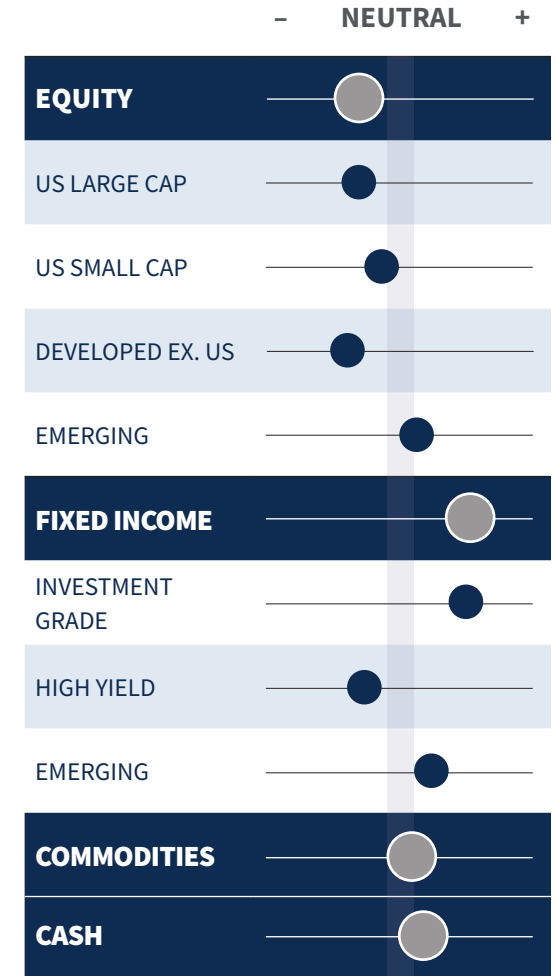 – NEUTRAL +
EQUITY
US LARGE CAP
US SMALL CAP
DEVELOPED EX. US
EMERGING
FIXED INCOME
INVESTMENT
GRADE
HIGH YIELD
EMERGING
COMMODITIES
CASH